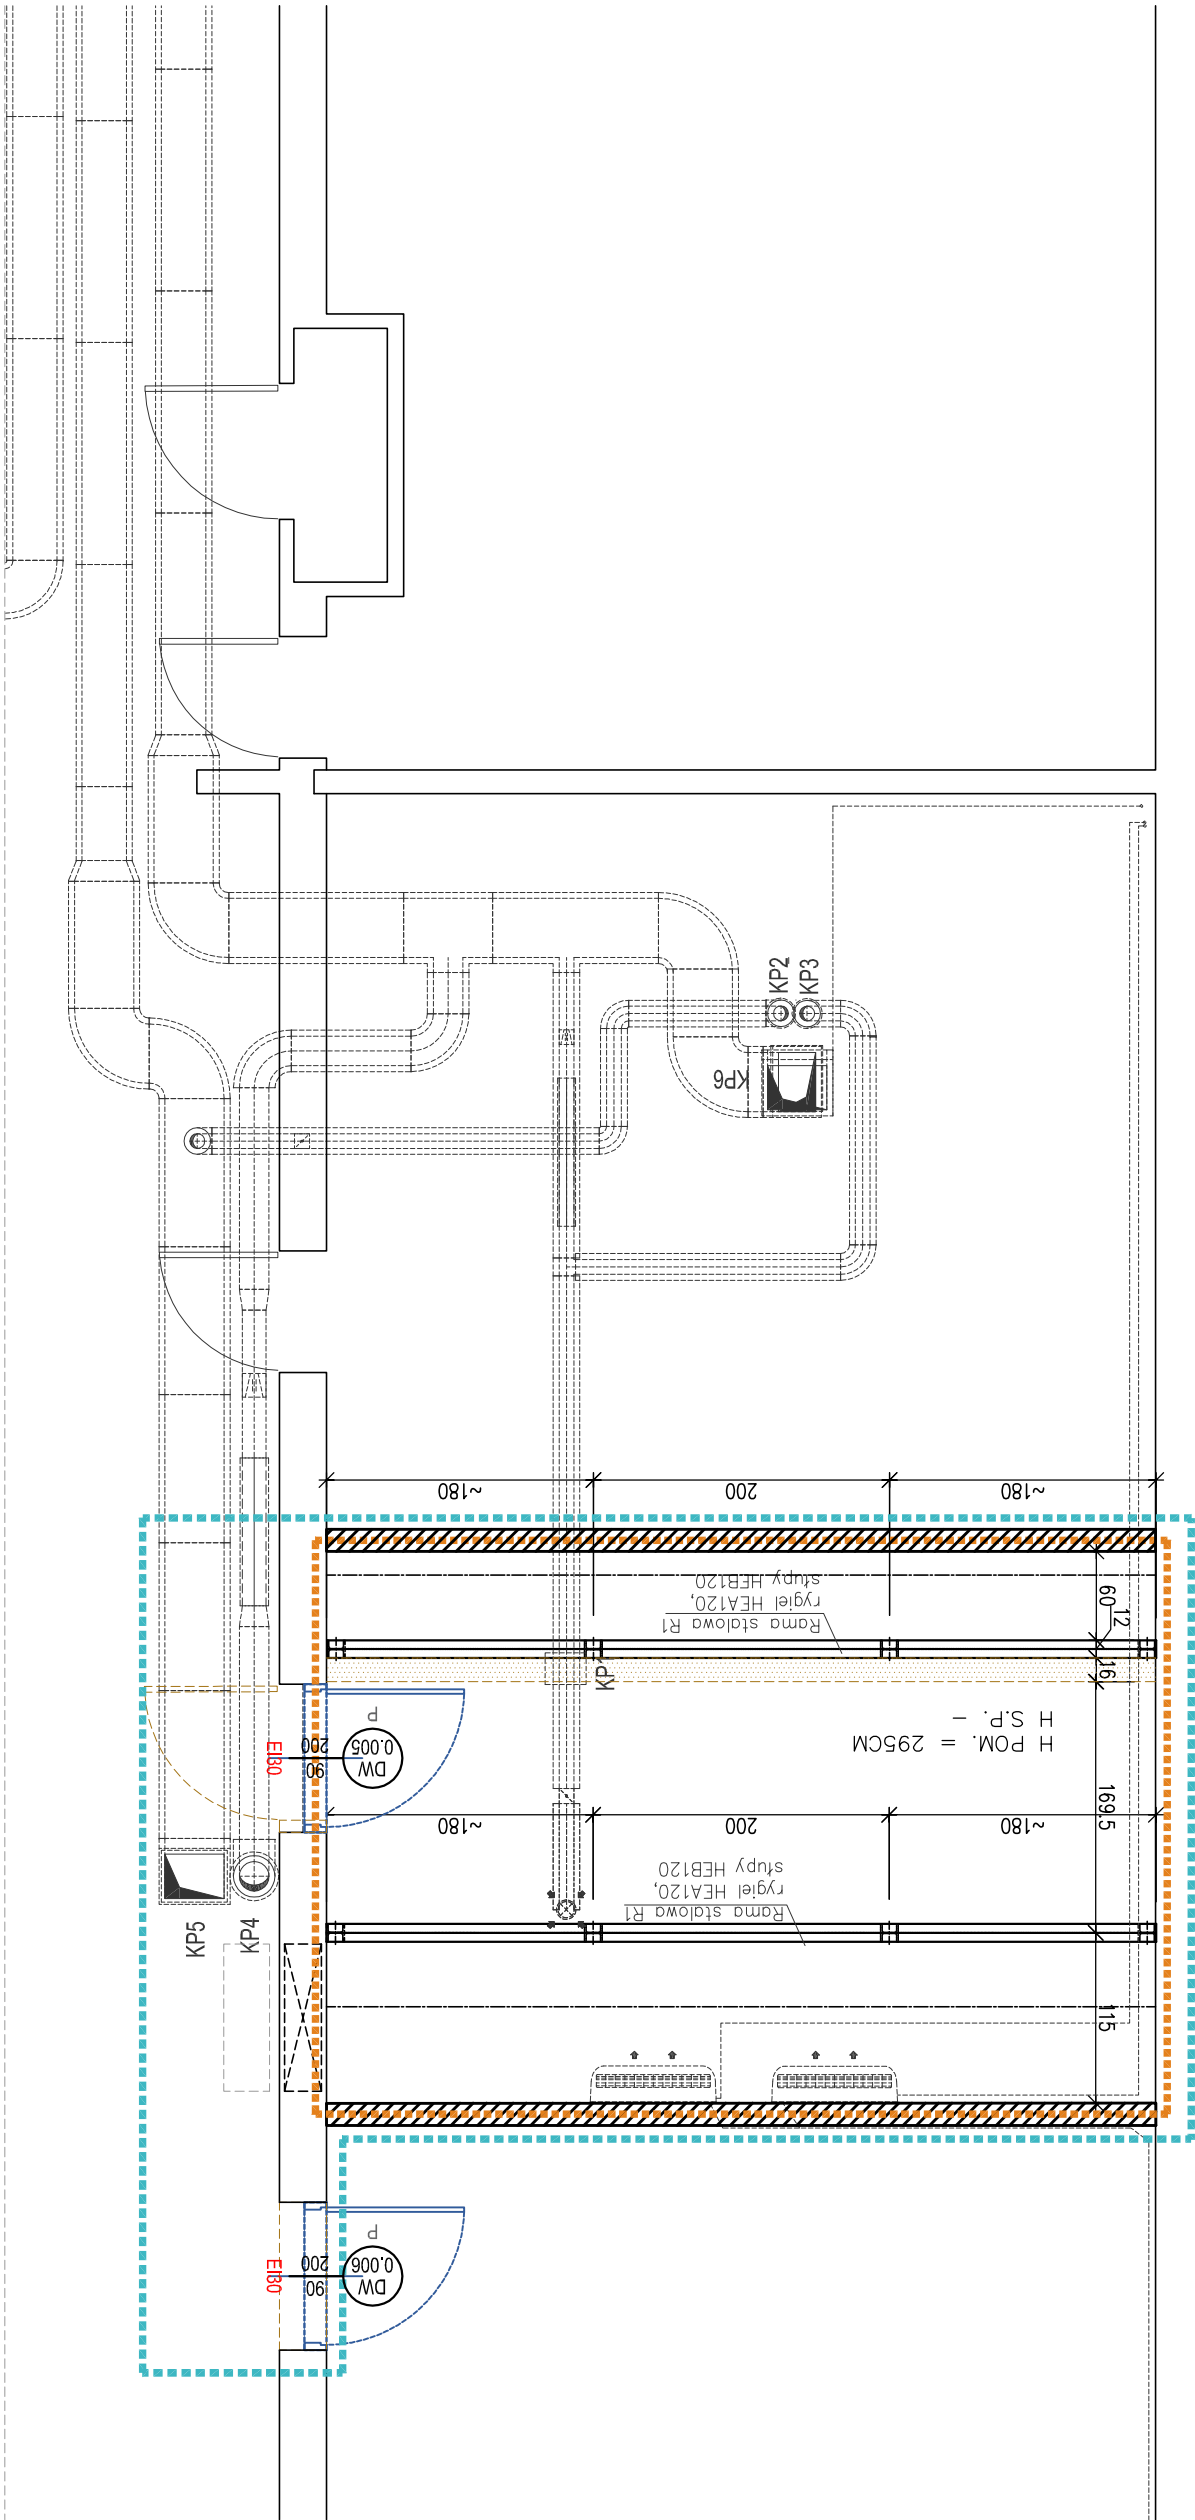 KP2
KP3
KP6
~180
200
~180
Rama stalowa R1
rygiel HEA120,
słupy HEB120
60
12
16
KP
H POM. = 295CM
H S.P. –
DW
0.005
P
90
200
EI30
169.5
~180
200
~180
Rama stalowa R1
rygiel HEA120,
słupy HEB120
KP5
KP4
115
DW
0.006
P
90
200
EI30